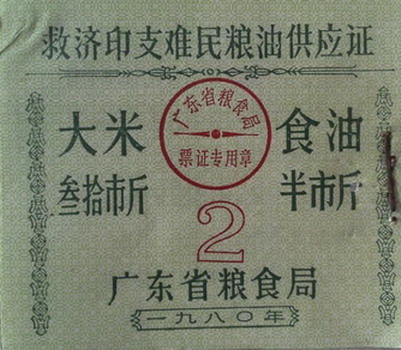 救济印支难民粮油供应证
广东省粮食局
票证专用章
大米 食油
叁拾市斤 半市斤
2
广东省粮食局
一九八〇年